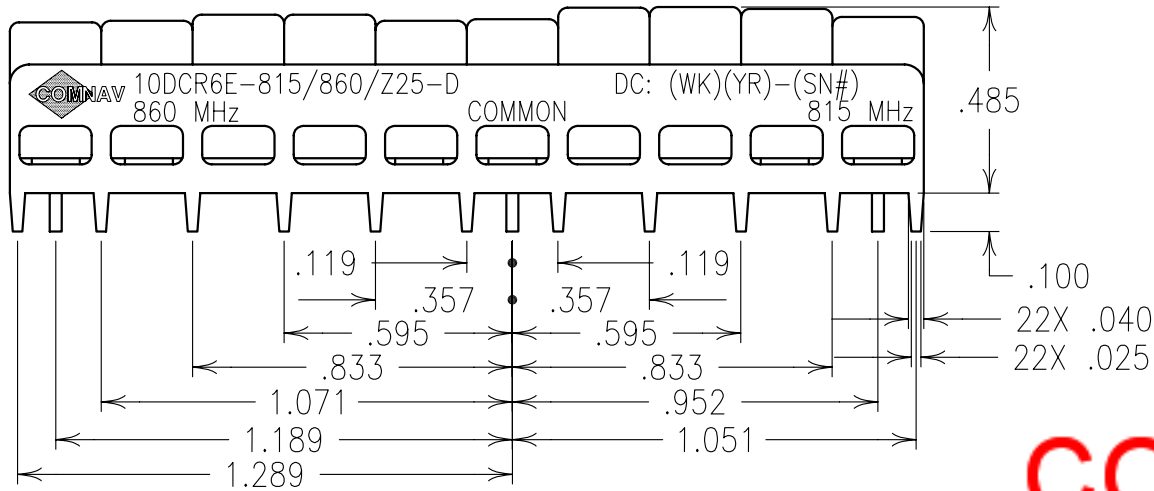 COMNAV 10DCR6E-815/860/Z25-D DC: (WK)(YR)-(SN#)
860 MHz COMMON 815 MHz
.485
.119 .119
.100
.357 .357
22X .040
.595 .595
22X .025
.833 .833
1.071 .952
1.189 1.051
1.289
CO